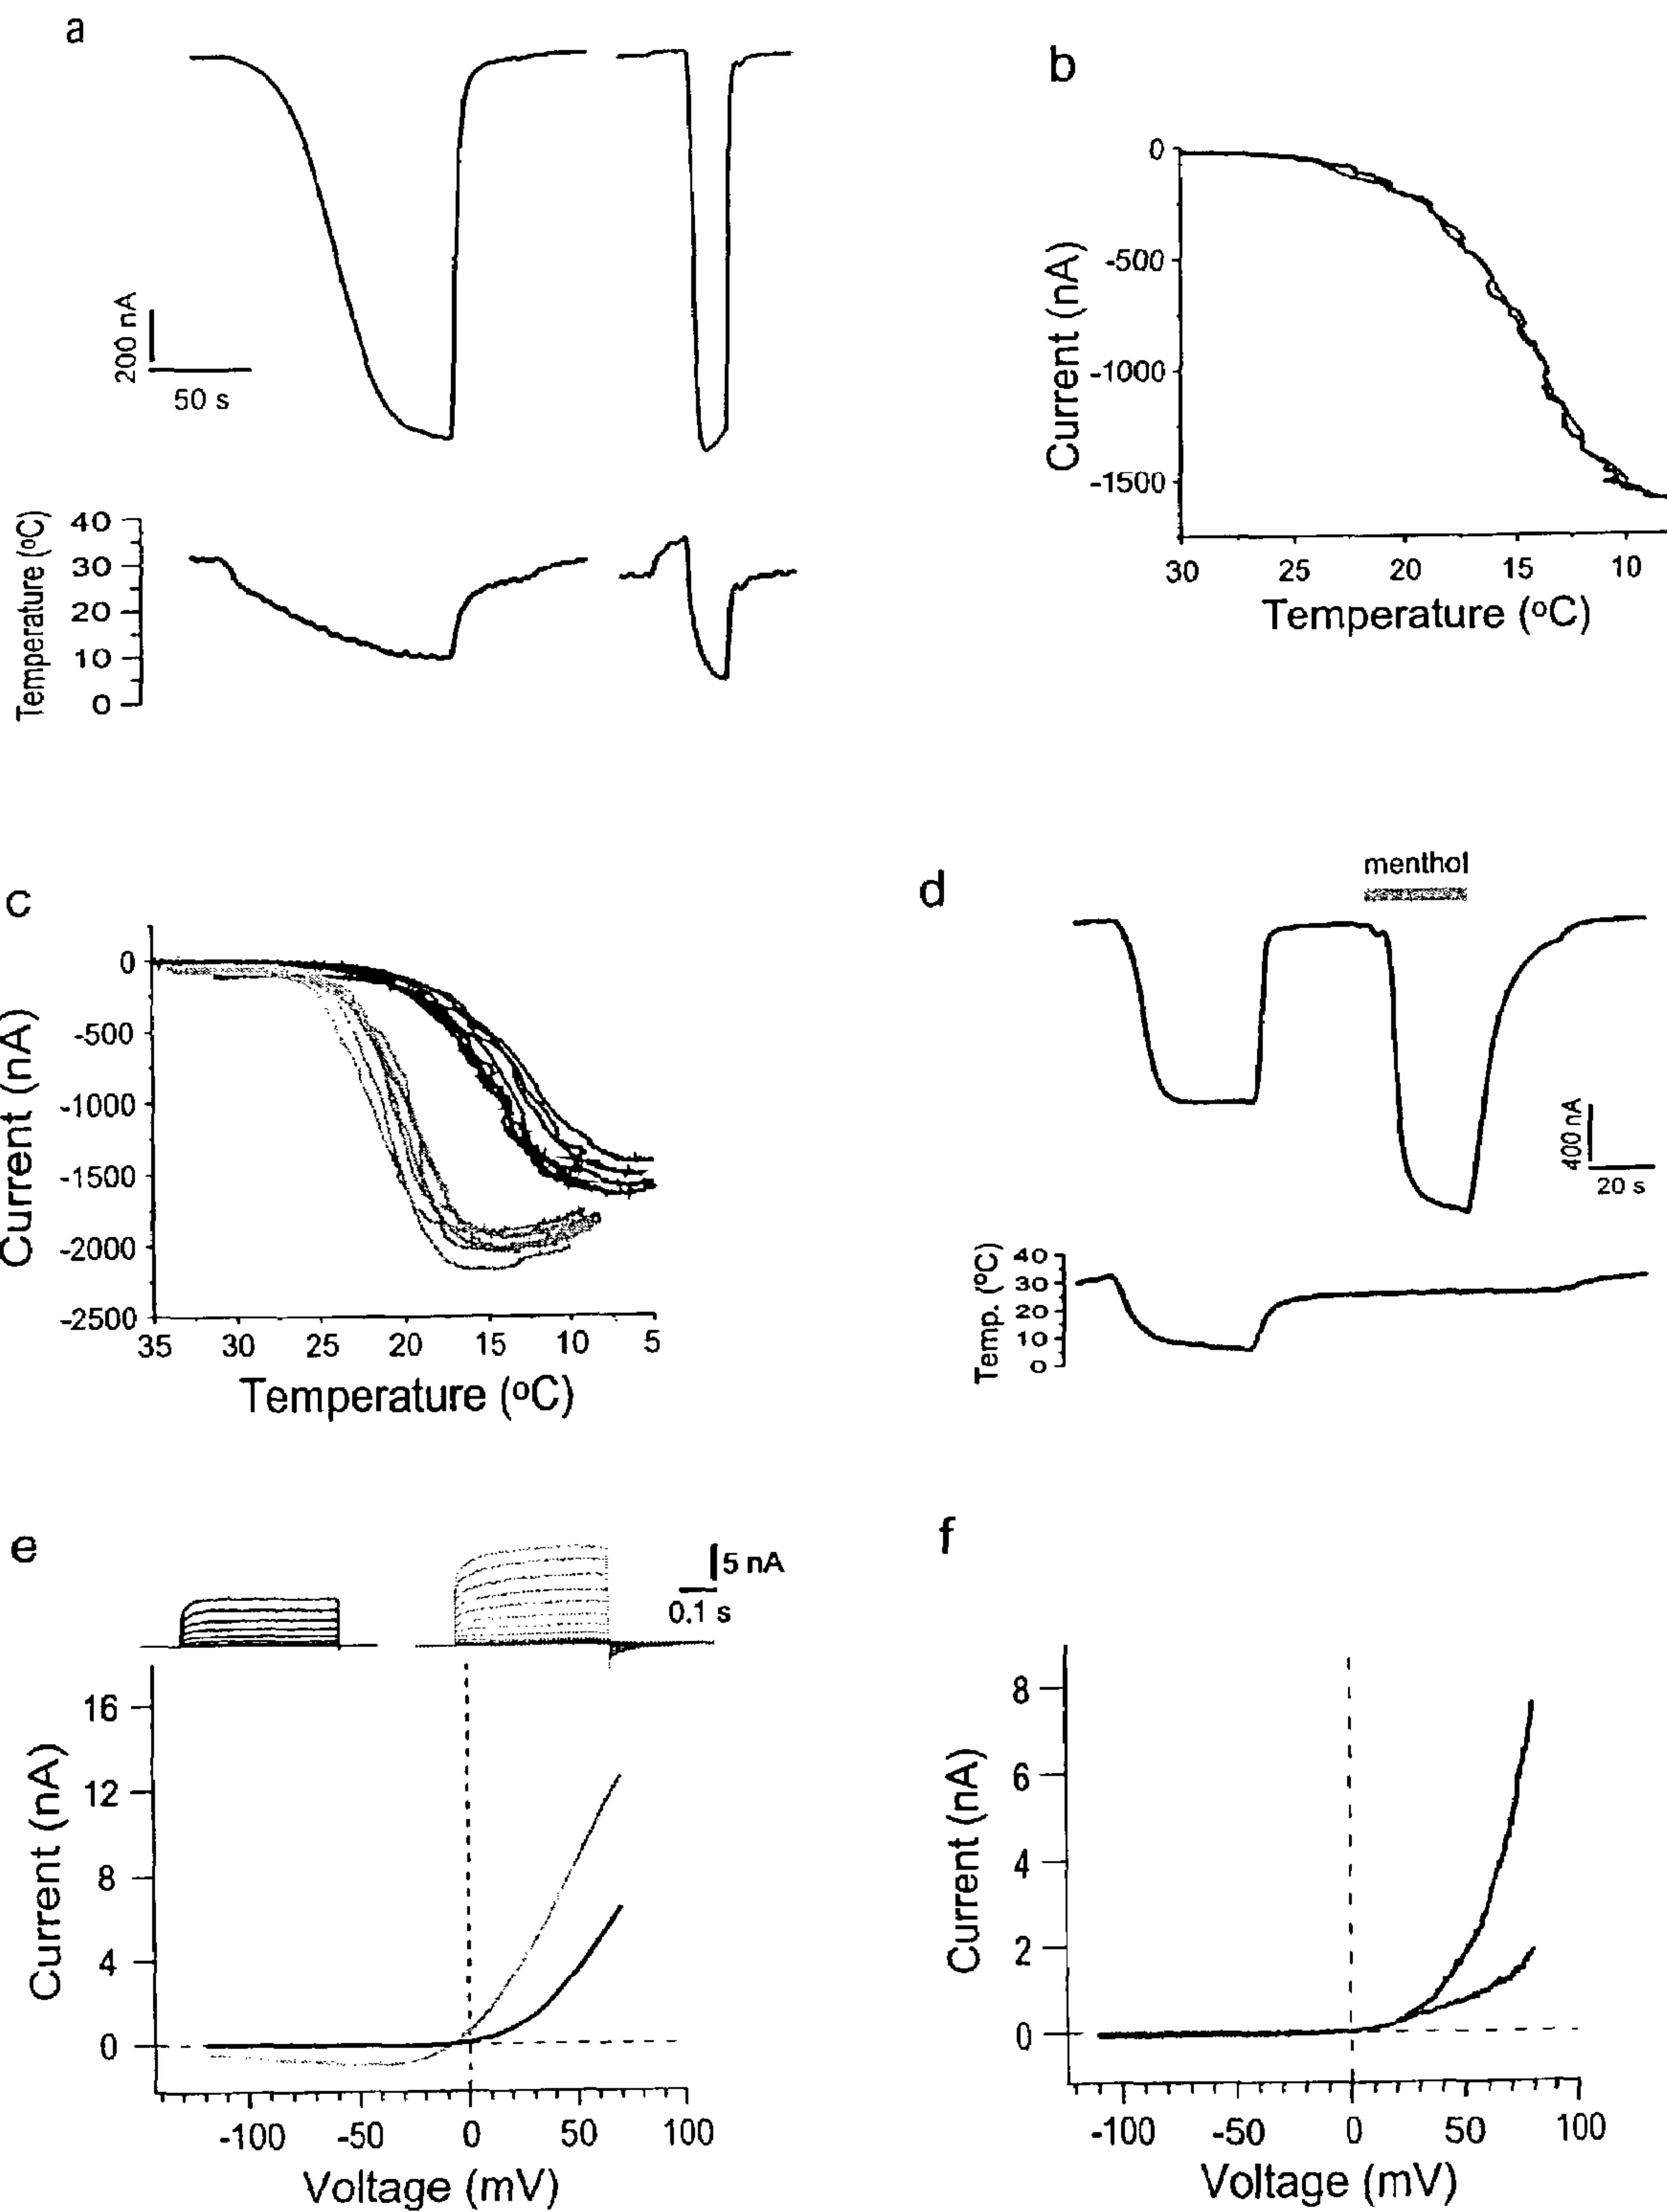 a
200 nA
50 s
Temperature (ºC)
40
30
20
10
0
b
Current (nA)
0
-500
-1000
-1500
30 25 20 15 10
Temperature (ºC)
c
Current (nA)
0
-500
-1000
-1500
-2000
-2500
35 30 25 20 15 10 5
Temperature (ºC)
d
menthol
400 nA
20 s
Temp. (ºC)
40
30
20
10
0
e
5 nA
0.1 s
Current (nA)
16
12
8
4
0
-100 -50 0 50 100
Voltage (mV)
f
Current (nA)
8
6
4
2
0
-100 -50 0 50 100
Voltage (mV)